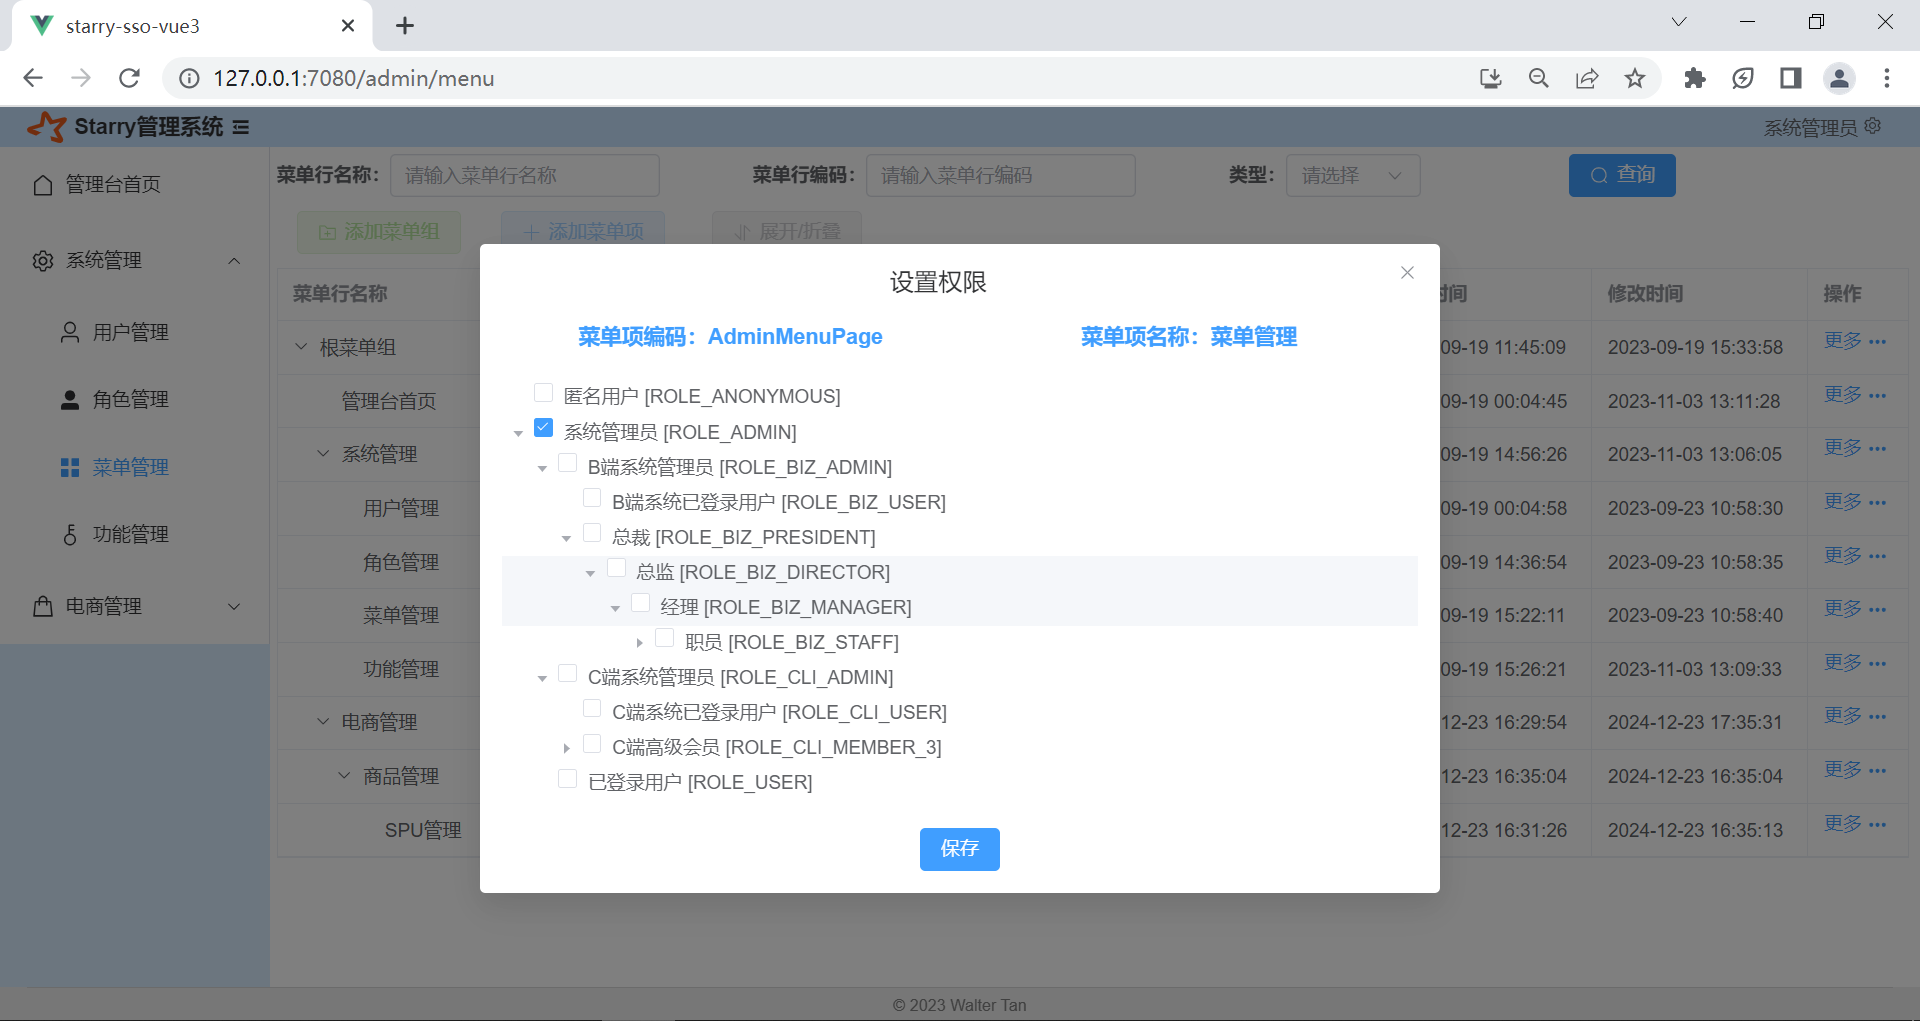 starry-sso-vue3
127.0.0.1:7080/admin/menu
Starry管理系统
系统管理员
管理台首页
系统管理
用户管理
角色管理
菜单管理
功能管理
电商管理
菜单行名称: 请输入菜单行名称 菜单行编码: 请输入菜单行编码 类型: 请选择 查询
添加菜单组 添加菜单项 展开/折叠
菜单行名称 时间 修改时间 操作
根菜单组 09-19 11:45:09 2023-09-19 15:33:58 更多
管理台首页 09-19 00:04:45 2023-11-03 13:11:28 更多
系统管理 09-19 14:56:26 2023-11-03 13:06:05 更多
用户管理 09-19 00:04:58 2023-09-23 10:58:30 更多
角色管理 09-19 14:36:54 2023-09-23 10:58:35 更多
菜单管理 09-19 15:22:11 2023-09-23 10:58:40 更多
功能管理 09-19 15:26:21 2023-11-03 13:09:33 更多
电商管理 12-23 16:29:54 2024-12-23 17:35:31 更多
商品管理 12-23 16:35:04 2024-12-23 16:35:04 更多
SPU管理 12-23 16:31:26 2024-12-23 16:35:13 更多
设置权限
菜单项编码：AdminMenuPage 菜单项名称：菜单管理
匿名用户 [ROLE_ANONYMOUS]
系统管理员 [ROLE_ADMIN]
B端系统管理员 [ROLE_BIZ_ADMIN]
B端系统已登录用户 [ROLE_BIZ_USER]
总裁 [ROLE_BIZ_PRESIDENT]
总监 [ROLE_BIZ_DIRECTOR]
经理 [ROLE_BIZ_MANAGER]
职员 [ROLE_BIZ_STAFF]
C端系统管理员 [ROLE_CLI_ADMIN]
C端系统已登录用户 [ROLE_CLI_USER]
C端高级会员 [ROLE_CLI_MEMBER_3]
已登录用户 [ROLE_USER]
保存
© 2023 Walter Tan